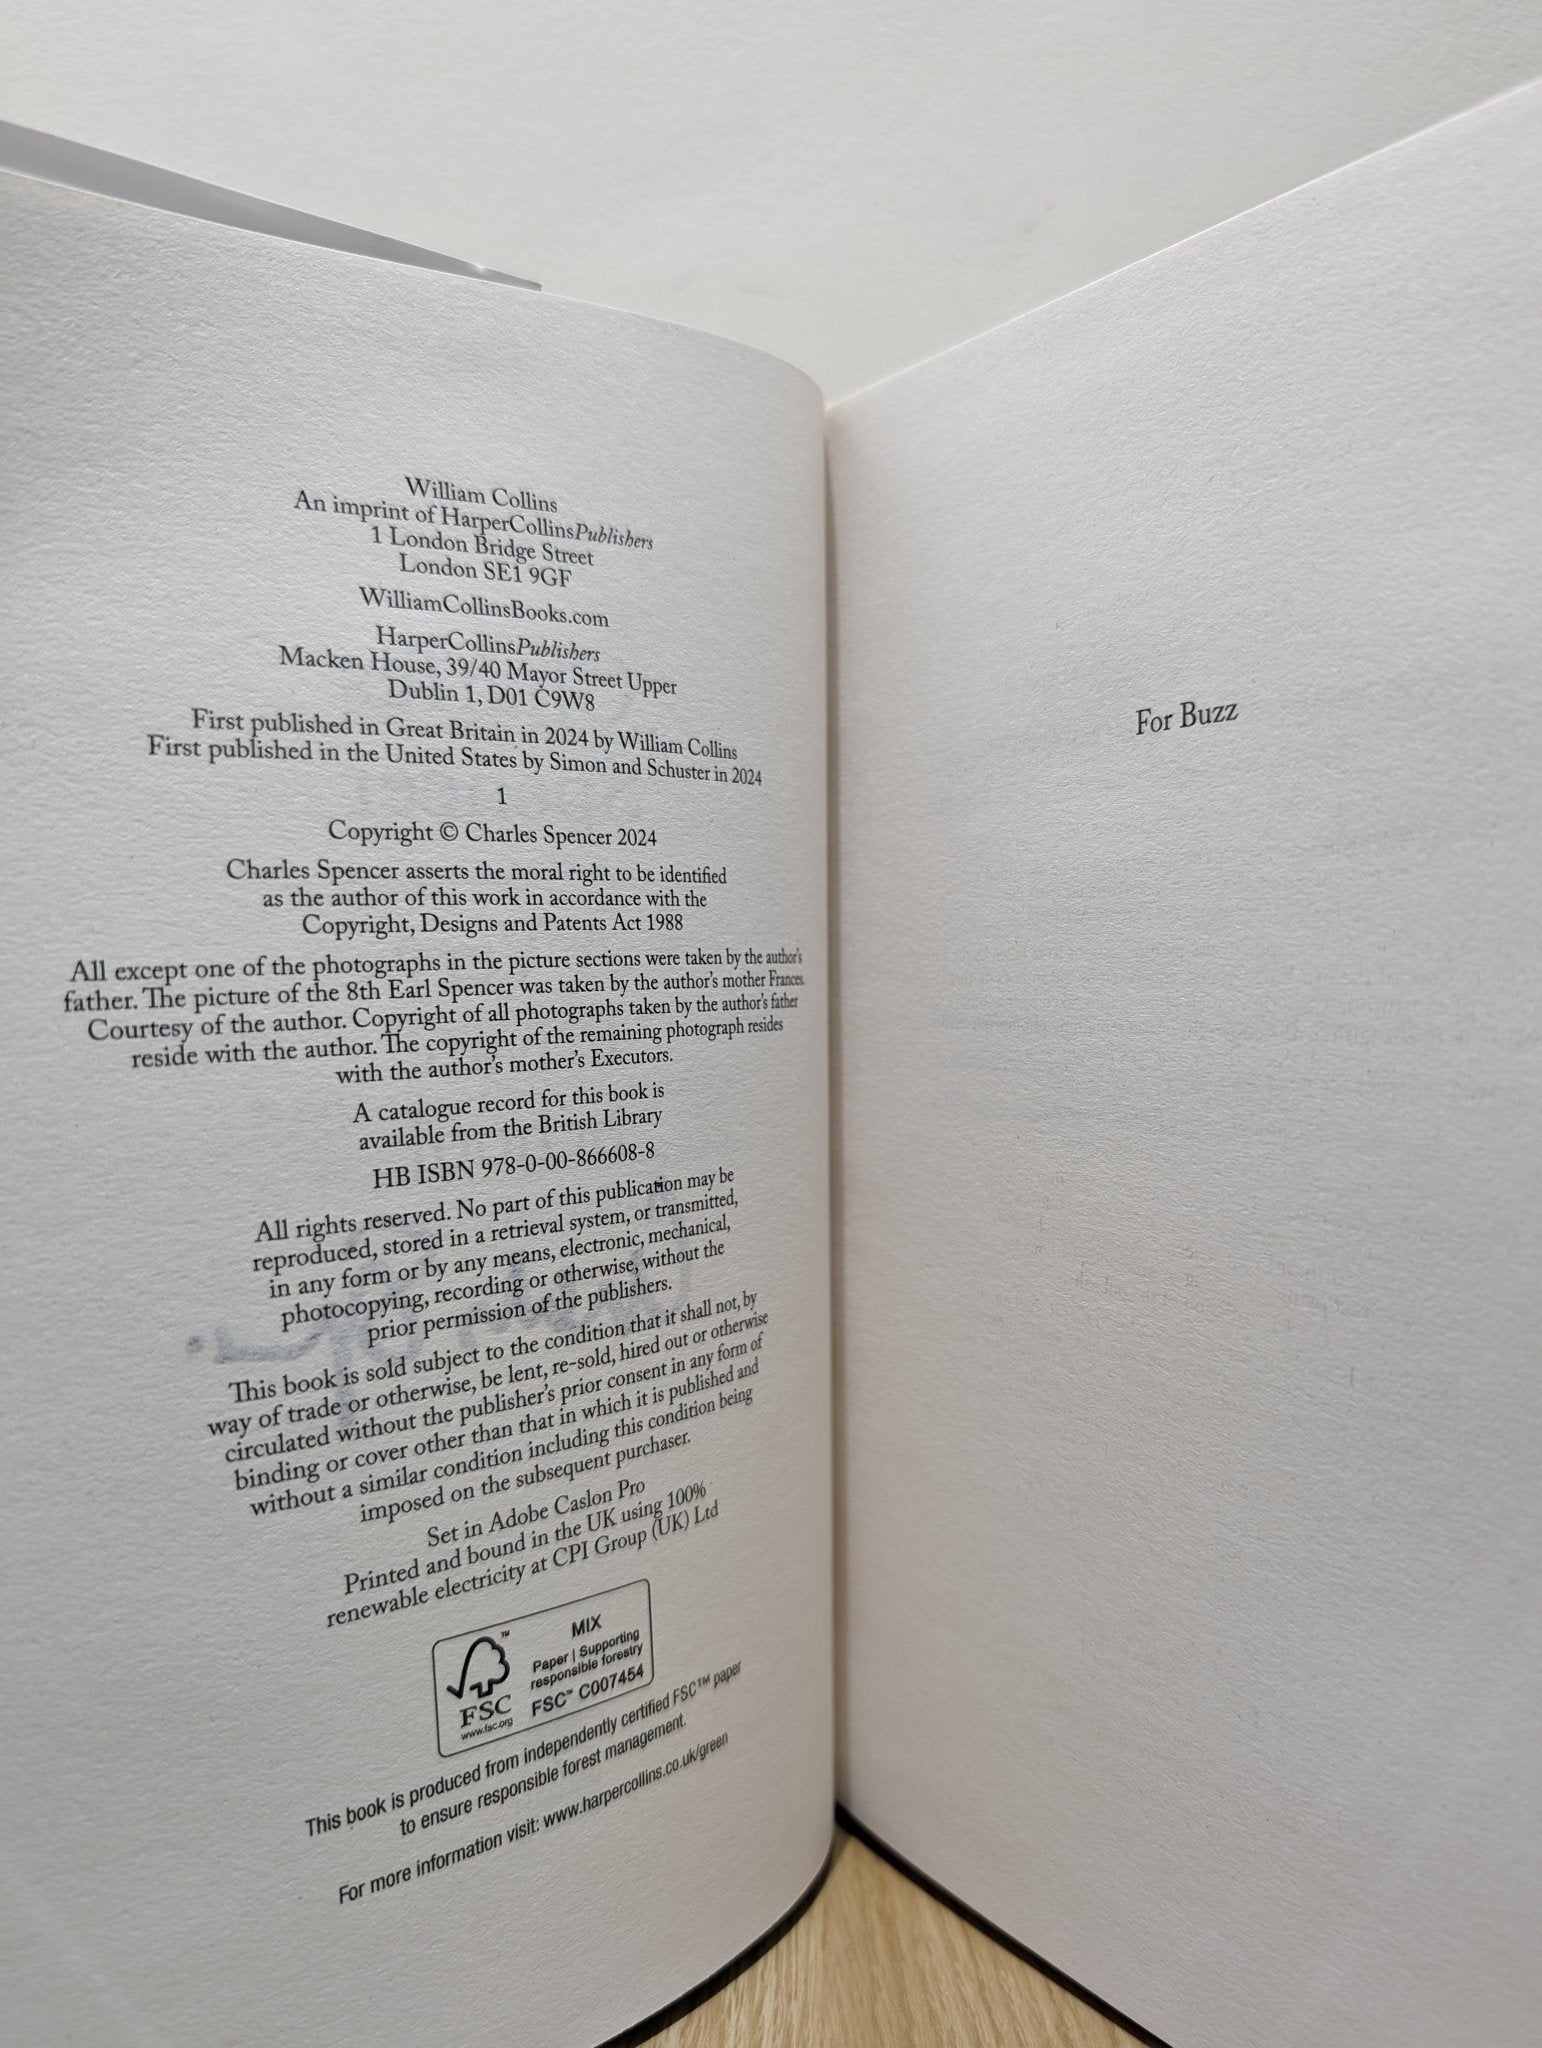 William Collins
An imprint of HarperCollinsPublishers
1 London Bridge Street
London SE1 9GF
WilliamCollinsBooks.com
HarperCollinsPublishers
Macken House, 39/40 Mayor Street Upper
Dublin 1, D01 C9W8
First published in Great Britain in 2024 by William Collins
First published in the United States by Simon and Schuster in 2024
1
Copyright © Charles Spencer 2024
Charles Spencer asserts the moral right to be identified
as the author of this work in accordance with the
Copyright, Designs and Patents Act 1988
All except one of the photographs in the picture sections were taken by the author's
father. The picture of the 8th Earl Spencer was taken by the author's mother Frances.
Courtesy of the author. Copyright of all photographs taken by the author's father
reside with the author. The copyright of the remaining photograph resides
with the author's mother's Executors.
A catalogue record for this book is
available from the British Library
HB ISBN 978-0-00-866608-8
All rights reserved. No part of this publication may be
reproduced, stored in a retrieval system, or transmitted,
in any form or by any means, electronic, mechanical,
photocopying, recording or otherwise, without the
prior permission of the publishers.
This book is sold subject to the condition that it shall not, by
way of trade or otherwise, be lent, re-sold, hired out or otherwise
circulated without the publisher's prior consent in any form of
binding or cover other than that in which it is published and
without a similar condition including this condition being
imposed on the subsequent purchaser.
Set in Adobe Caslon Pro
Printed and bound in the UK using 100%
renewable electricity at CPI Group (UK) Ltd
MIX
Paper | Supporting
responsible forestry
FSC™ C007454
™
FSC
www.fsc.org
This book is produced from independently certified FSC™ paper
to ensure responsible forest management.
For more information visit: www.harpercollins.co.uk/green
For Buzz